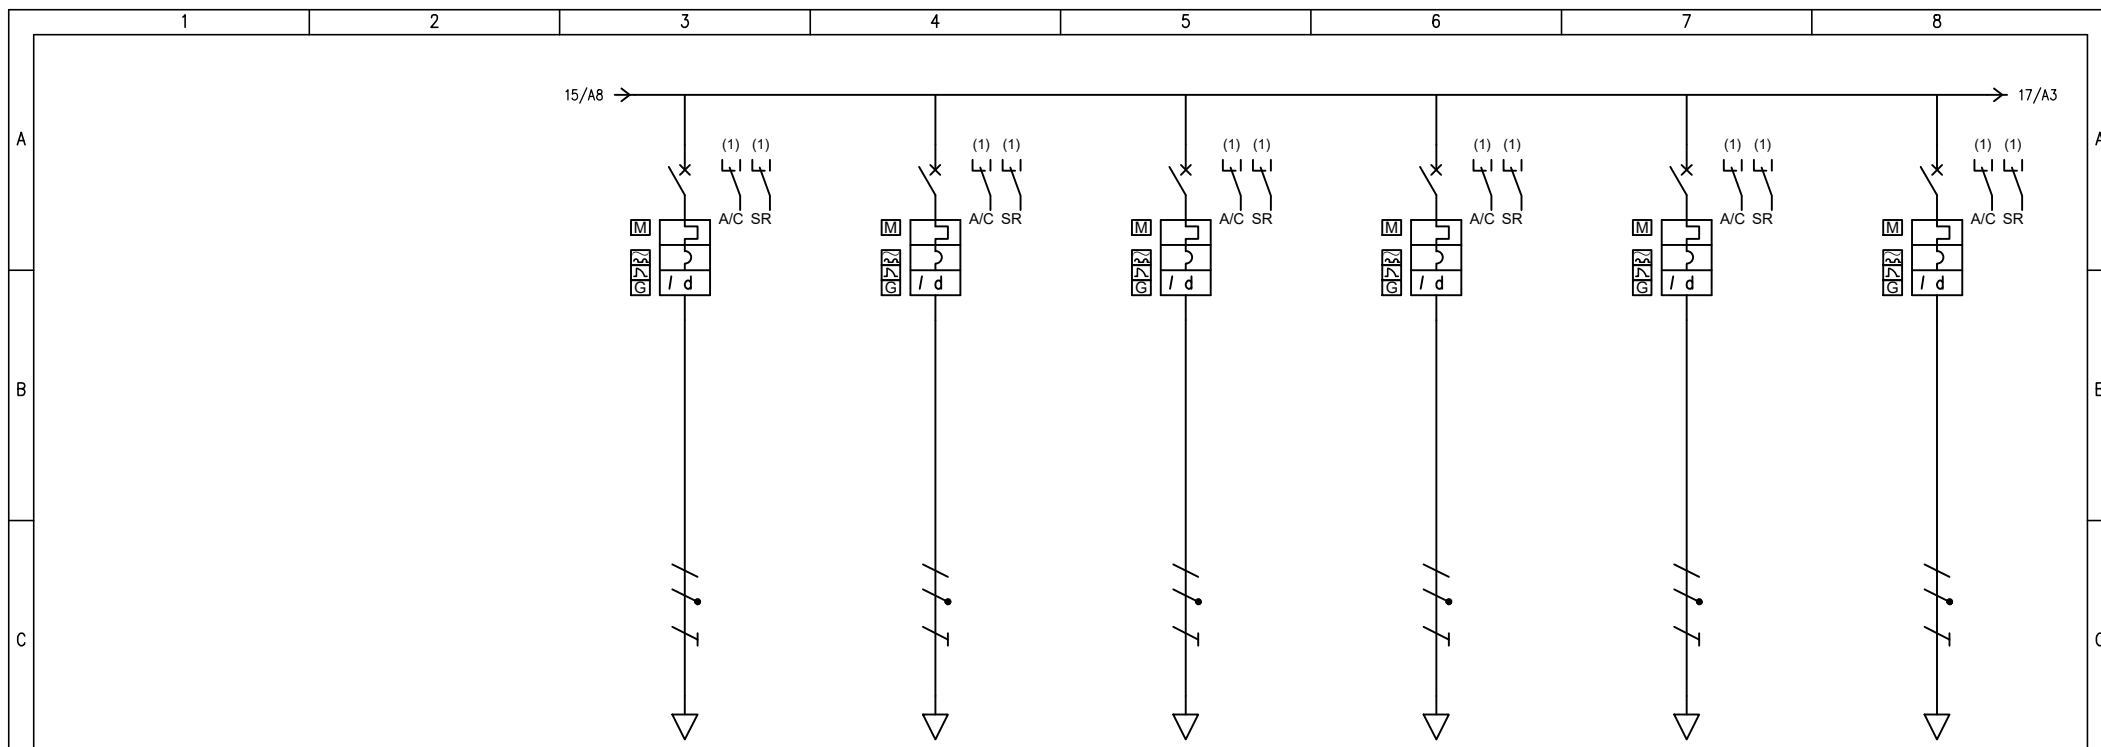 1 2 3 4 5 6 7 8
15/A8 17/A3
A A
(1) (1) (1) (1) (1) (1) (1) (1) (1) (1) (1) (1)
A/C SR A/C SR A/C SR A/C SR A/C SR A/C SR
M M M M M M
I d I d I d I d I d I d
G G G G G G
B B
C C